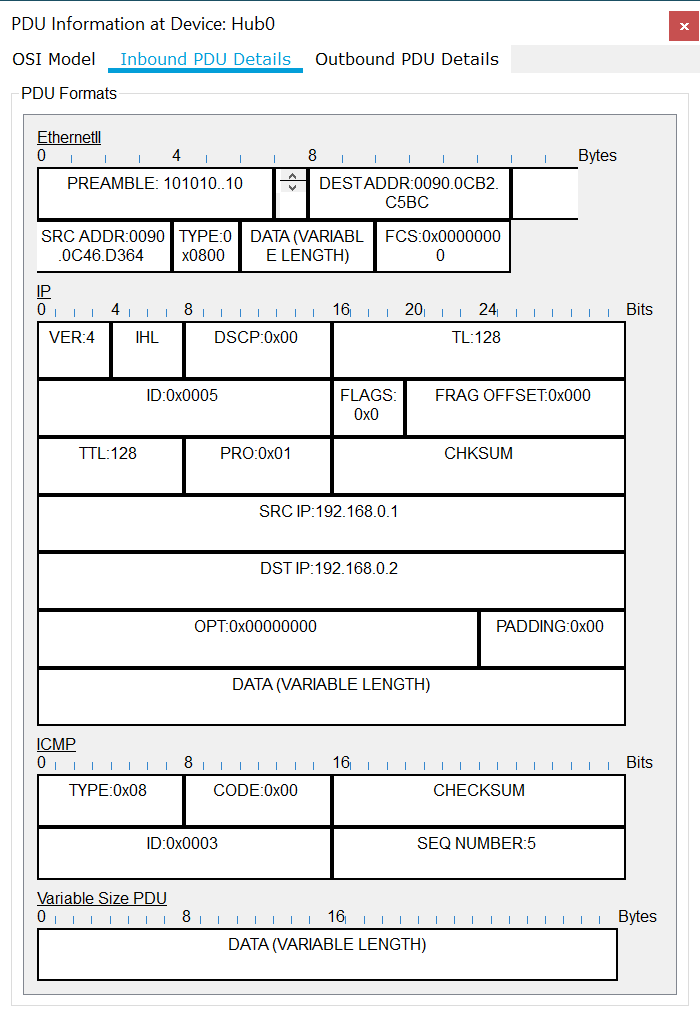 PDU Information at Device: Hub0
OSI Model Inbound PDU Details Outbound PDU Details
PDU Formats
EthernetII
0 4 8 Bytes
PREAMBLE: 101010..10 DEST ADDR:0090.0CB2.
C5BC
SRC ADDR:0090 TYPE:0 DATA (VARIABL FCS:0x0000000
.0C46.D364 x0800 E LENGTH) 0
IP
0 4 8 16 20 24 Bits
VER:4 IHL DSCP:0x00 TL:128
ID:0x0005 FLAGS: FRAG OFFSET:0x000
0x0
TTL:128 PRO:0x01 CHKSUM
SRC IP:192.168.0.1
DST IP:192.168.0.2
OPT:0x00000000 PADDING:0x00
DATA (VARIABLE LENGTH)
ICMP
0 8 16 Bits
TYPE:0x08 CODE:0x00 CHECKSUM
ID:0x0003 SEQ NUMBER:5
Variable Size PDU
0 8 16 Bytes
DATA (VARIABLE LENGTH)